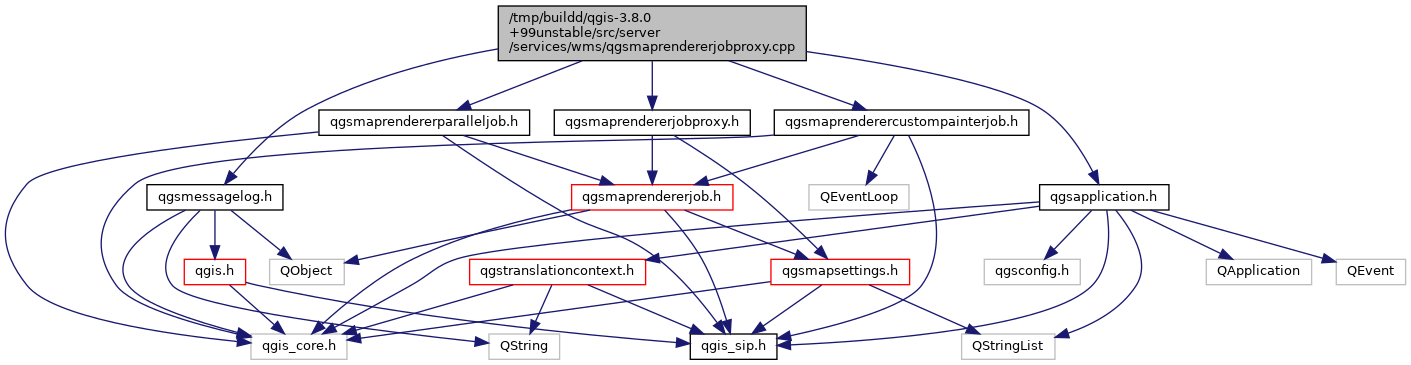 /tmp/buildd/qgis-3.8.0
+99unstable/src/server
/services/wms/qgsmaprendererjobproxy.cpp
qgsmaprendererparalleljob.h
qgsmaprendererjobproxy.h
qgsmaprenderercustompainterjob.h
qgsmessagelog.h
qgsmaprendererjob.h
QEventLoop
qgsapplication.h
qgis.h
QObject
qgstranslationcontext.h
qgsmapsettings.h
qgsconfig.h
QApplication
QEvent
qgis_core.h
QString
qgis_sip.h
QStringList